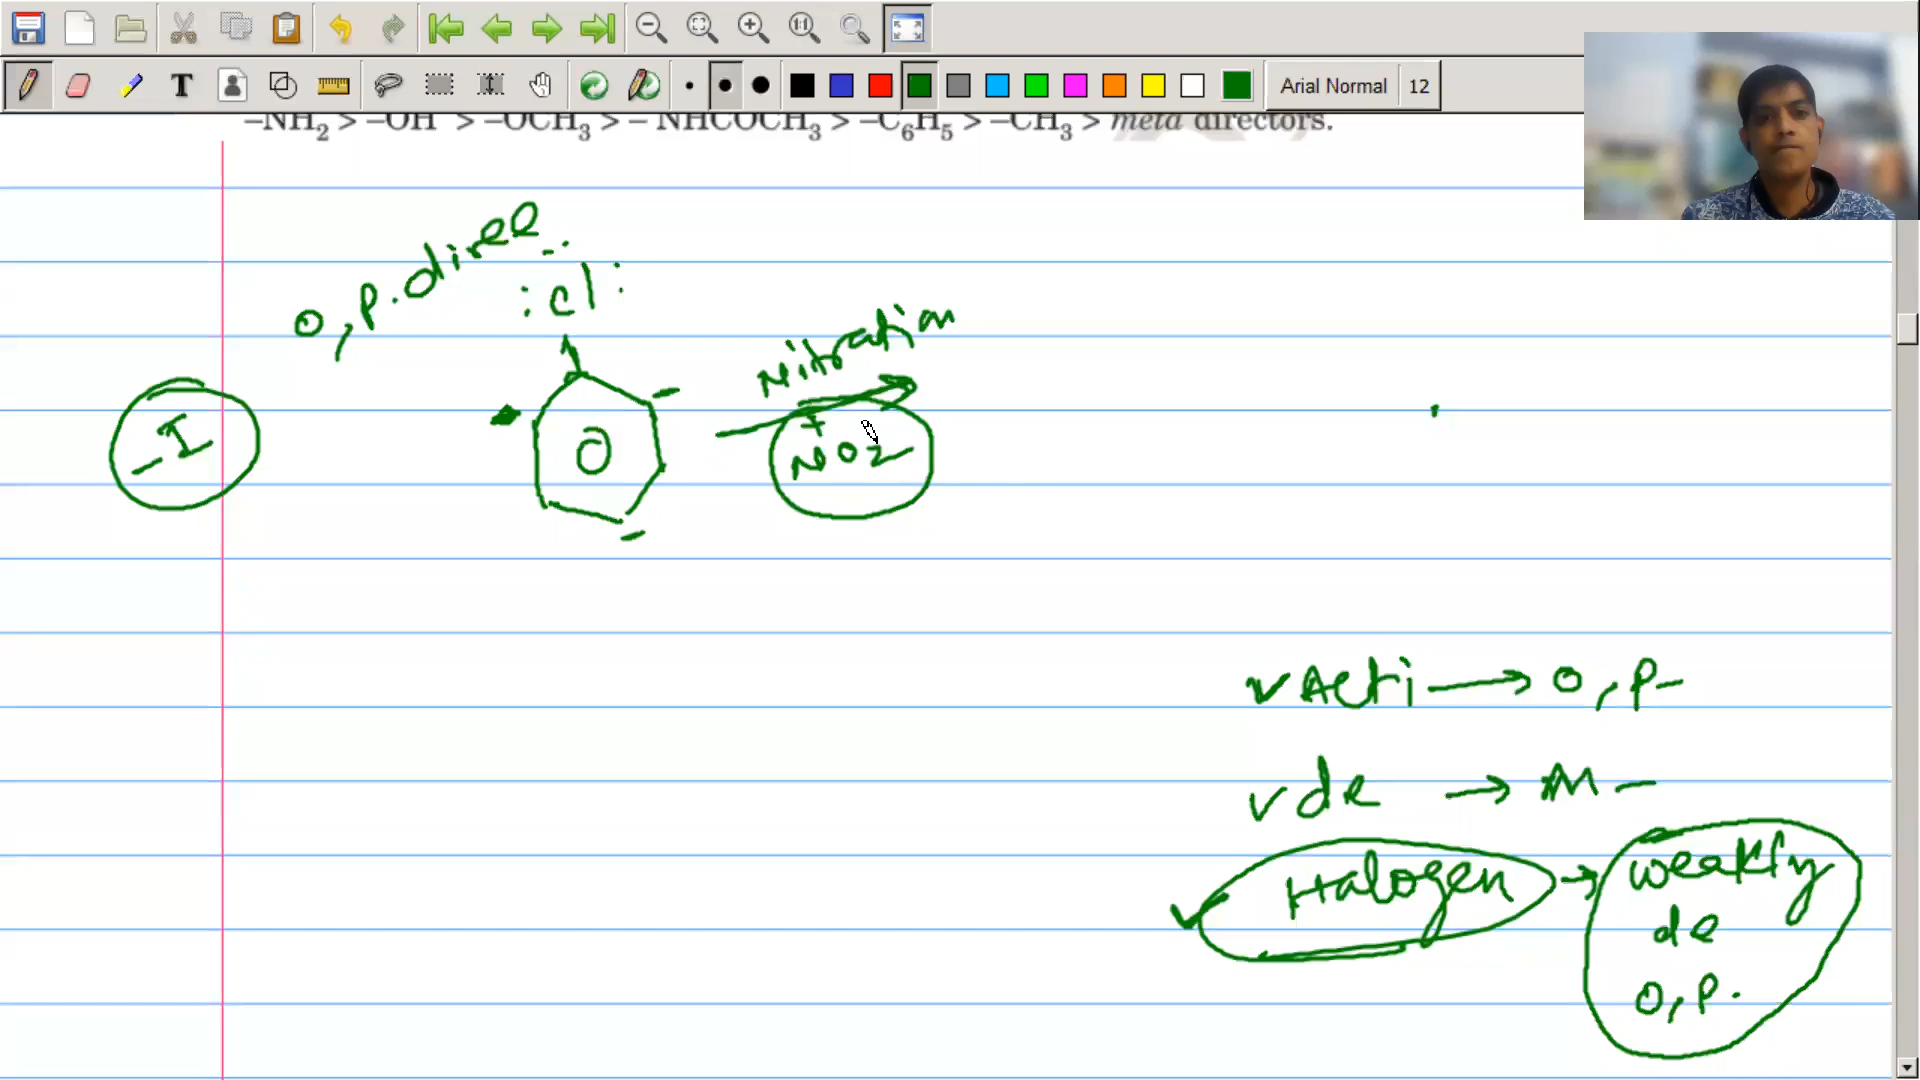 T
Arial Normal 12
–NH₂ > –OH > –OCH₃ > – NHCOCH₃ > –C₆H₅ > –CH₃ > meta directors.
O, P. diree
:Cl:
Nitration
+
NO2
–I
Acti → O, P–
de → M –
Halogen → weakly
de
O, P.